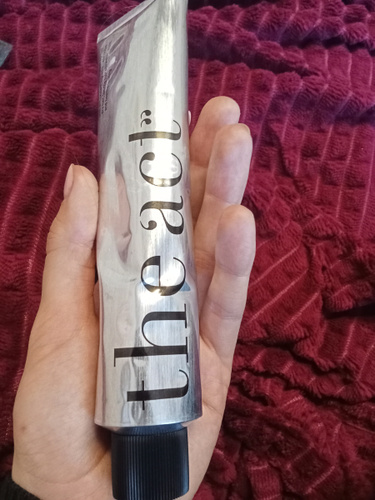 the act”